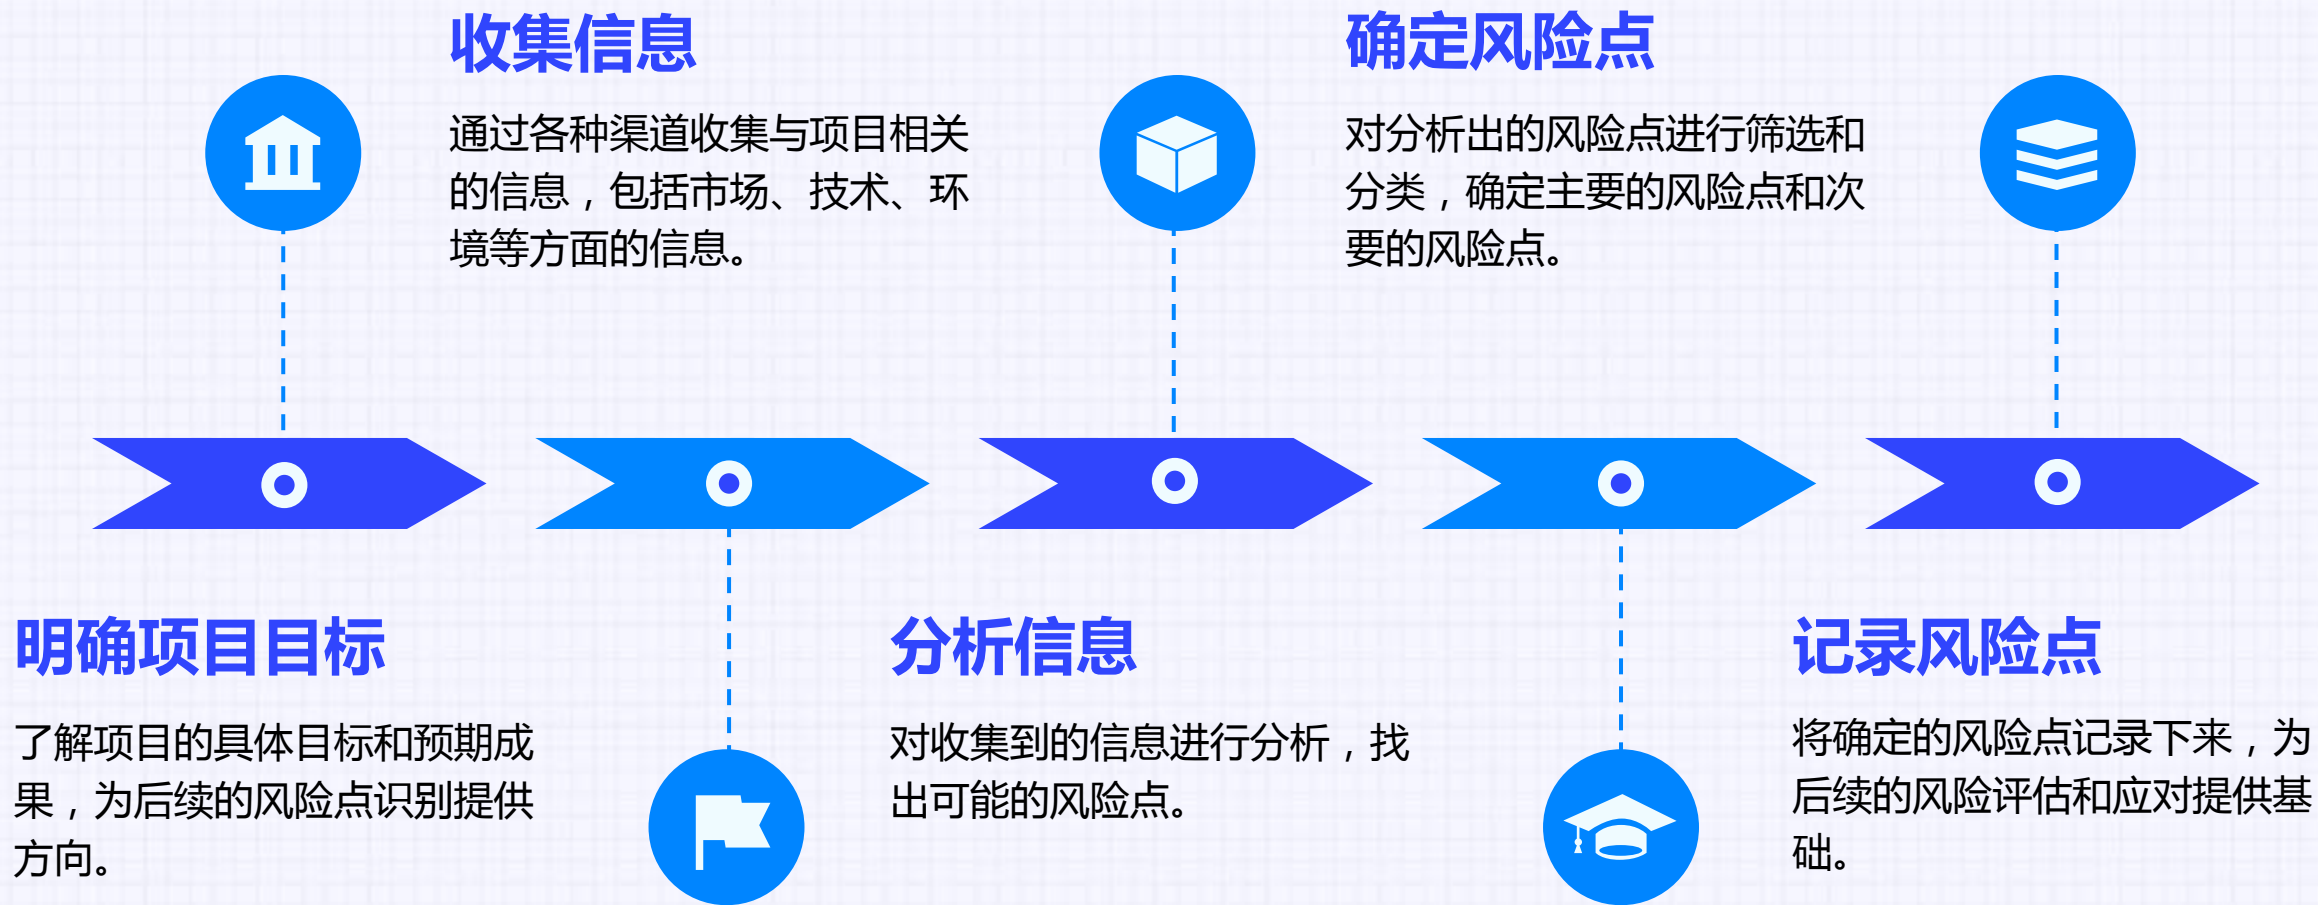 明确项目目标
了解项目的具体目标和预期成
果，为后续的风险点识别提供
方向。
收集信息
通过各种渠道收集与项目相关
的信息，包括市场、技术、环
境等方面的信息。
分析信息
对收集到的信息进行分析，找
出可能的风险点。
确定风险点
对分析出的风险点进行筛选和
分类，确定主要的风险点和次
要的风险点。
记录风险点
将确定的风险点记录下来，为
后续的风险评估和应对提供基
础。